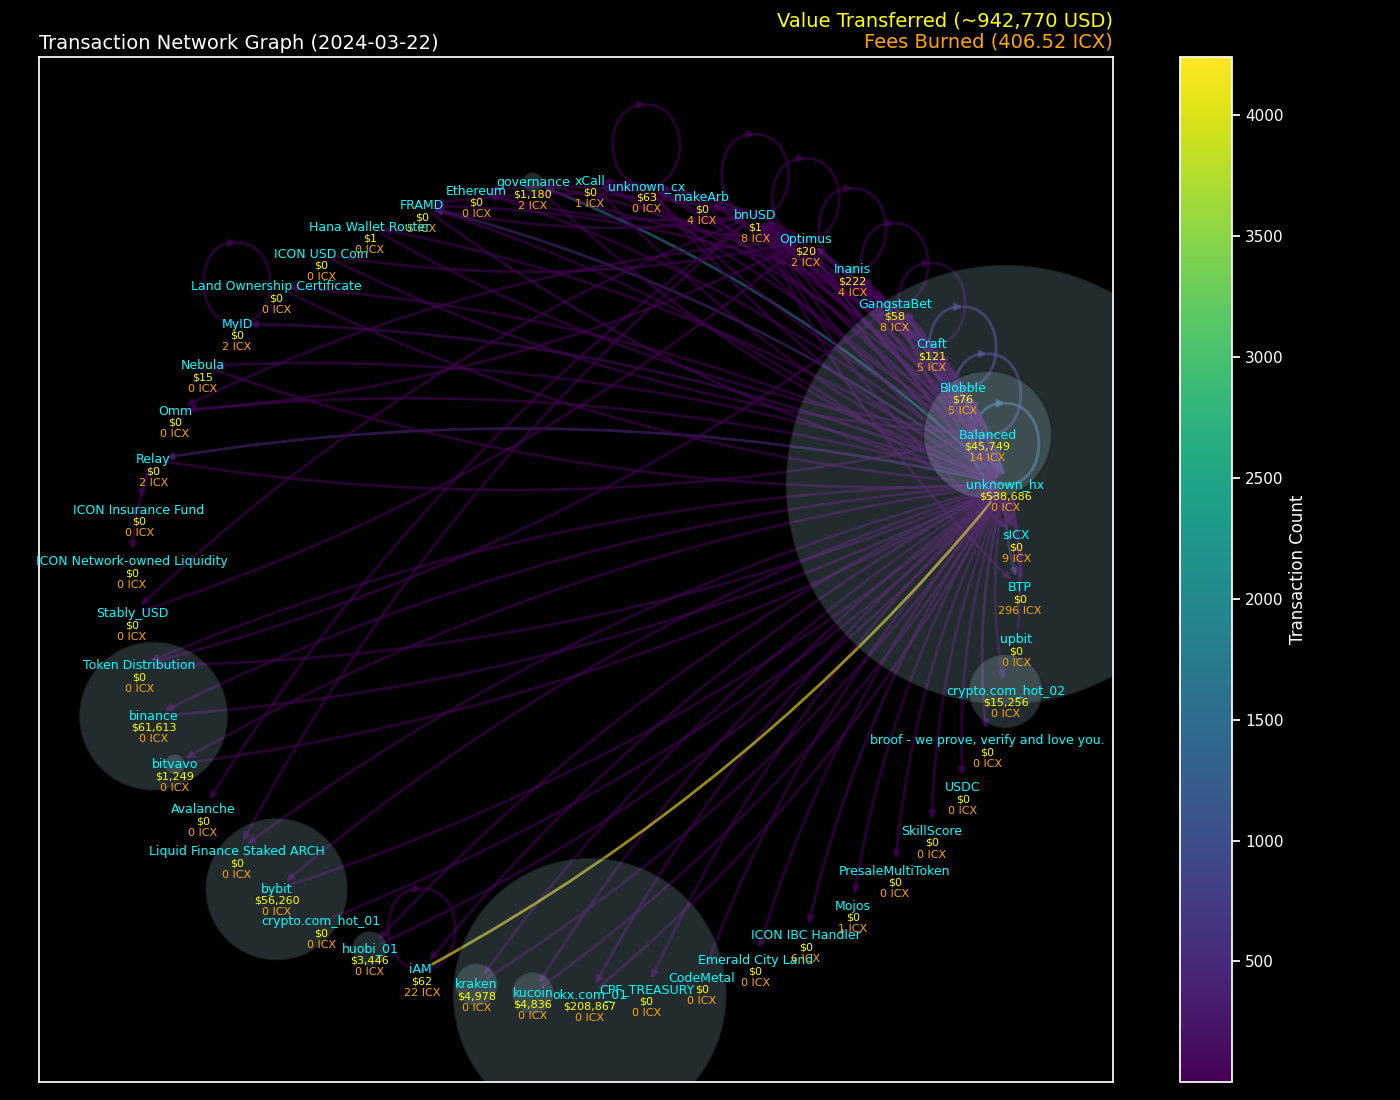 Value Transferred (~942,770 USD)
Transaction Network Graph (2024-03-22)
Fees Burned (406.52 ICX)
governance
$1,180
2 ICX
xCall
$0
1 ICX
unknown_cx
$63
0 ICX
makeArb
$0
4 ICX
Ethereum
$0
0 ICX
FRAMD
$0
ICX
bnUSD
$1
8 ICX
Hana Wallet Router
$1
0 ICX
Optimus
$20
2 ICX
ICON USD Coin
$0
0 ICX
Inanis
$222
4 ICX
Land Ownership Certificate
$0
0 ICX
GangstaBet
$58
8 ICX
MyID
$0
2 ICX
Craft
$121
5 ICX
Nebula
$15
0 ICX
Blobble
$76
5 ICX
Omm
$0
0 ICX
Balanced
$45,749
14 ICX
Relay
$0
2 ICX
unknown_hx
$538,686
0 ICX
ICON Insurance Fund
$0
0 ICX
sICX
$0
9 ICX
ICON Network-owned Liquidity
$0
0 ICX
BTP
$0
296 ICX
Stably_USD
$0
0 ICX
upbit
$0
0 ICX
Token Distribution
$0
0 ICX
crypto.com_hot_02
$15,256
0 ICX
binance
$61,613
0 ICX
broof - we prove, verify and love you.
$0
0 ICX
bitvavo
$1,249
0 ICX
USDC
$0
0 ICX
Avalanche
$0
0 ICX
SkillScore
$0
0 ICX
Liquid Finance Staked ARCH
$0
0 ICX
PresaleMultiToken
$0
0 ICX
bybit
$56,260
0 ICX
Mojos
$0
1 ICX
crypto.com_hot_01
$0
0 ICX
ICON IBC Handler
$0
ICX
huobi_01
$3,446
0 ICX
Emerald City Land
$0
0 ICX
iAM
$62
22 ICX
CodeMetal
$0
0 ICX
kraken
$4,978
0 ICX
kucoin
$4,836
0 ICX
okx.com_01
$208,867
0 ICX
CPF_TREASURY
$0
0 ICX
4000
3500
3000
2500
2000
1500
1000
500
Transaction Count